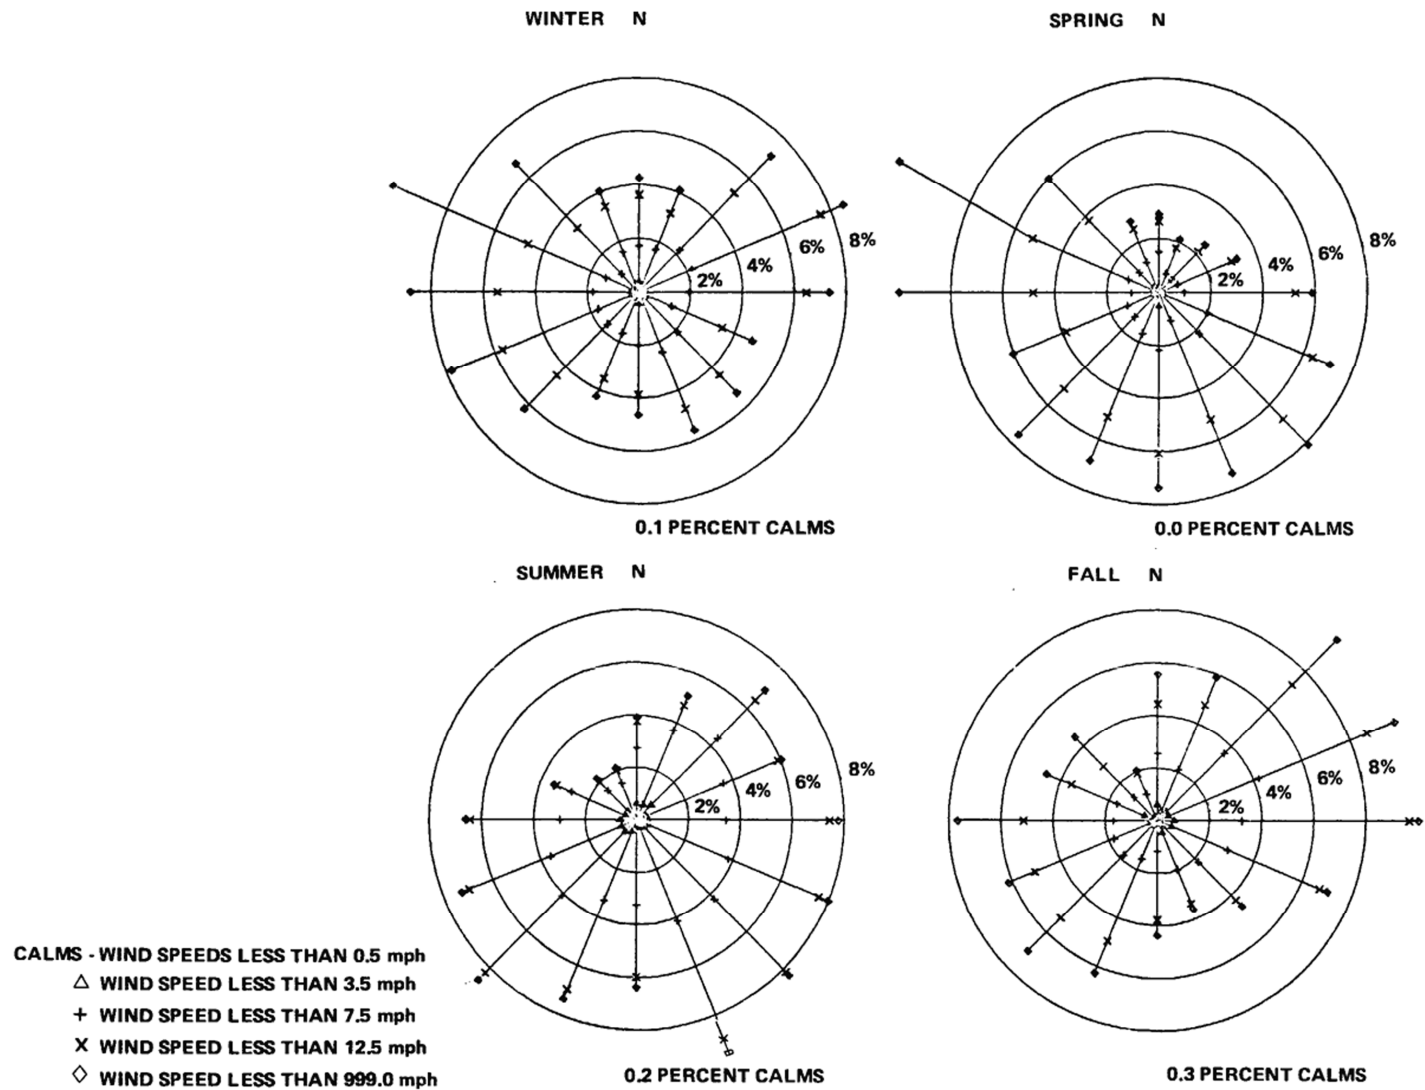 WINTER N
SPRING N
8%
6%
4%
2%
8%
6%
4%
2%
0.1 PERCENT CALMS
0.0 PERCENT CALMS
SUMMER N
FALL N
8%
6%
4%
2%
8%
6%
4%
2%
CALMS - WIND SPEEDS LESS THAN 0.5 mph
△ WIND SPEED LESS THAN 3.5 mph
+ WIND SPEED LESS THAN 7.5 mph
X WIND SPEED LESS THAN 12.5 mph
◇ WIND SPEED LESS THAN 999.0 mph
0.2 PERCENT CALMS
0.3 PERCENT CALMS